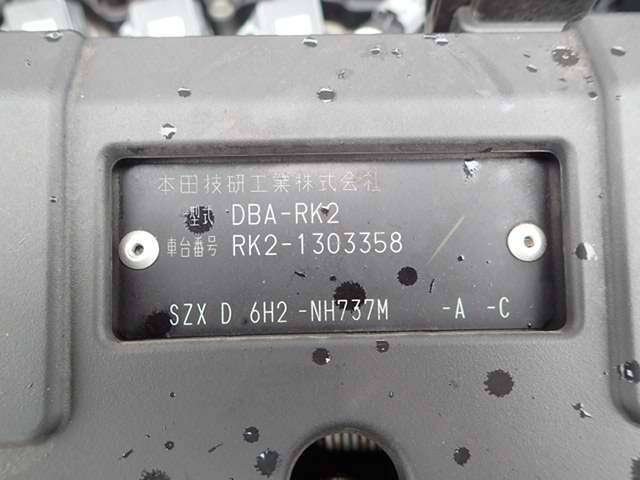 本田技研工業株式会社
型式 DBA-RK2
車台番号 RK2-1303358
SZX D 6H2 -NH737M -A -C